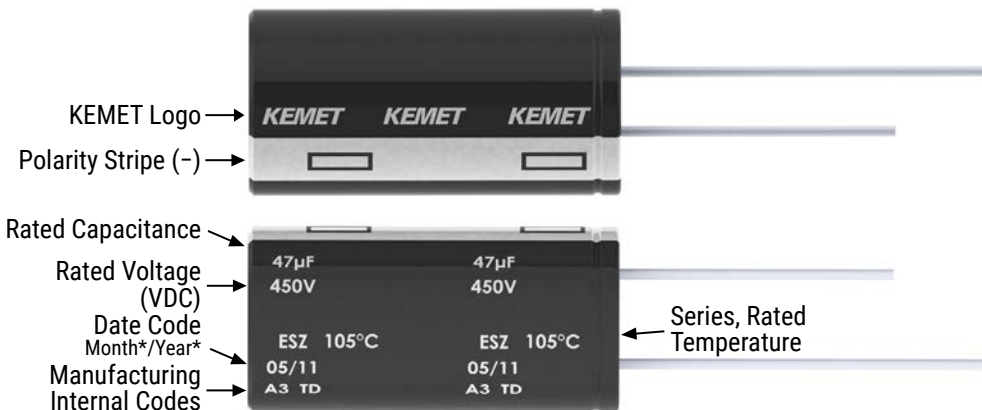 KEMET Logo
KEMET KEMET KEMET
Polarity Stripe (−)
Rated Capacitance
47µF 47µF
Rated Voltage
(VDC)
450V 450V
Date Code
Month*/Year*
ESZ 105°C ESZ 105°C
Series, Rated
Temperature
05/11 05/11
Manufacturing
Internal Codes
A3 TD A3 TD